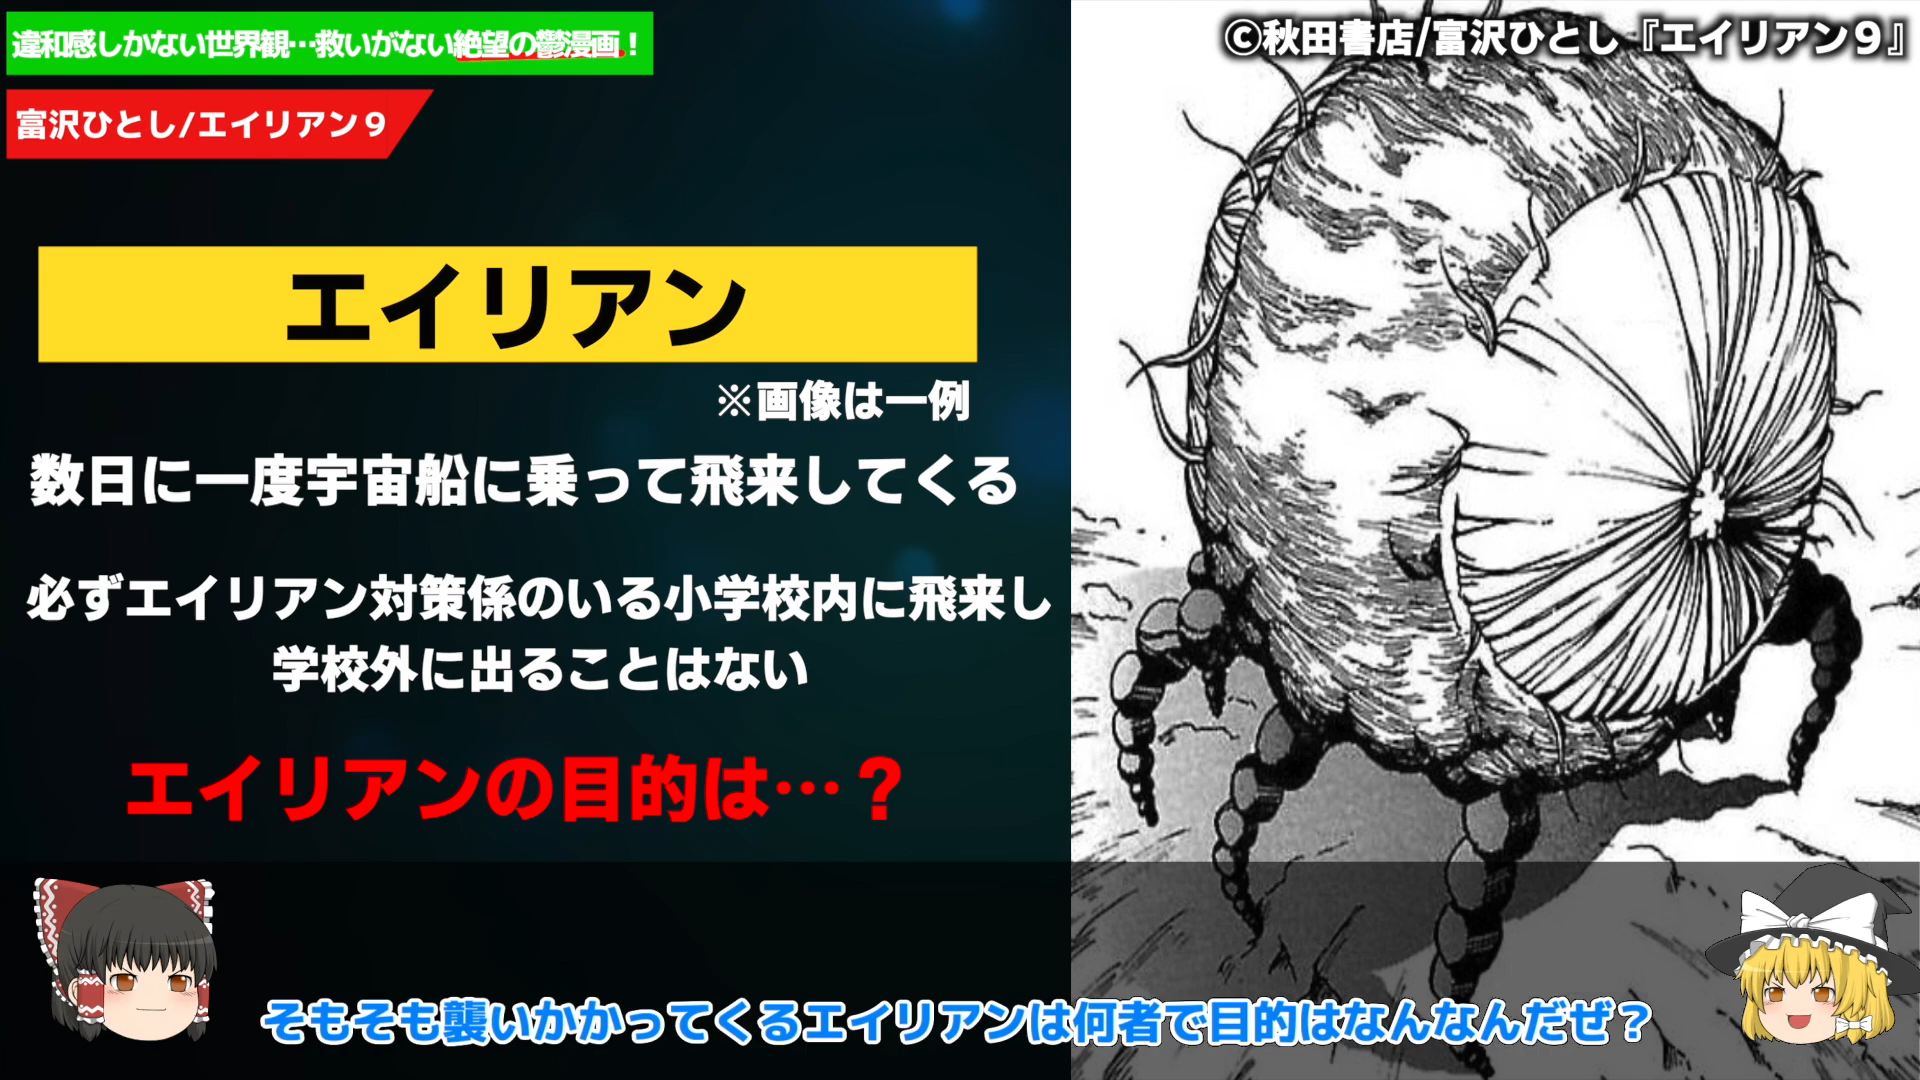 違和感しかない世界観…救いがない絶望の鬱漫画！
富沢ひとし/エイリアン９
Ⓒ秋田書店/富沢ひとし『エイリアン９』
エイリアン
※画像は一例
数日に一度宇宙船に乗って飛来してくる
必ずエイリアン対策係のいる小学校内に飛来し
学校外に出ることはない
エイリアンの目的は…？
そもそも襲いかかってくるエイリアンは何者で目的はなんなんだぜ？